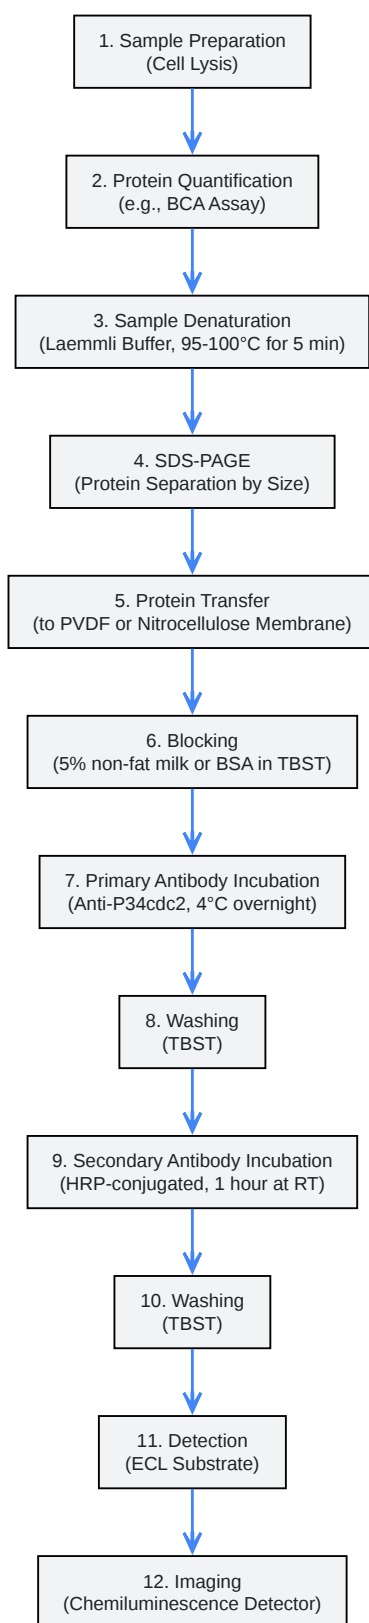 1. Sample Preparation
(Cell Lysis)
2. Protein Quantification
(e.g., BCA Assay)
3. Sample Denaturation
(Laemmli Buffer, 95-100°C for 5 min)
4. SDS-PAGE
(Protein Separation by Size)
5. Protein Transfer
(to PVDF or Nitrocellulose Membrane)
6. Blocking
(5% non-fat milk or BSA in TBST)
7. Primary Antibody Incubation
(Anti-P34cdc2, 4°C overnight)
8. Washing
(TBST)
9. Secondary Antibody Incubation
(HRP-conjugated, 1 hour at RT)
10. Washing
(TBST)
11. Detection
(ECL Substrate)
12. Imaging
(Chemiluminescence Detector)